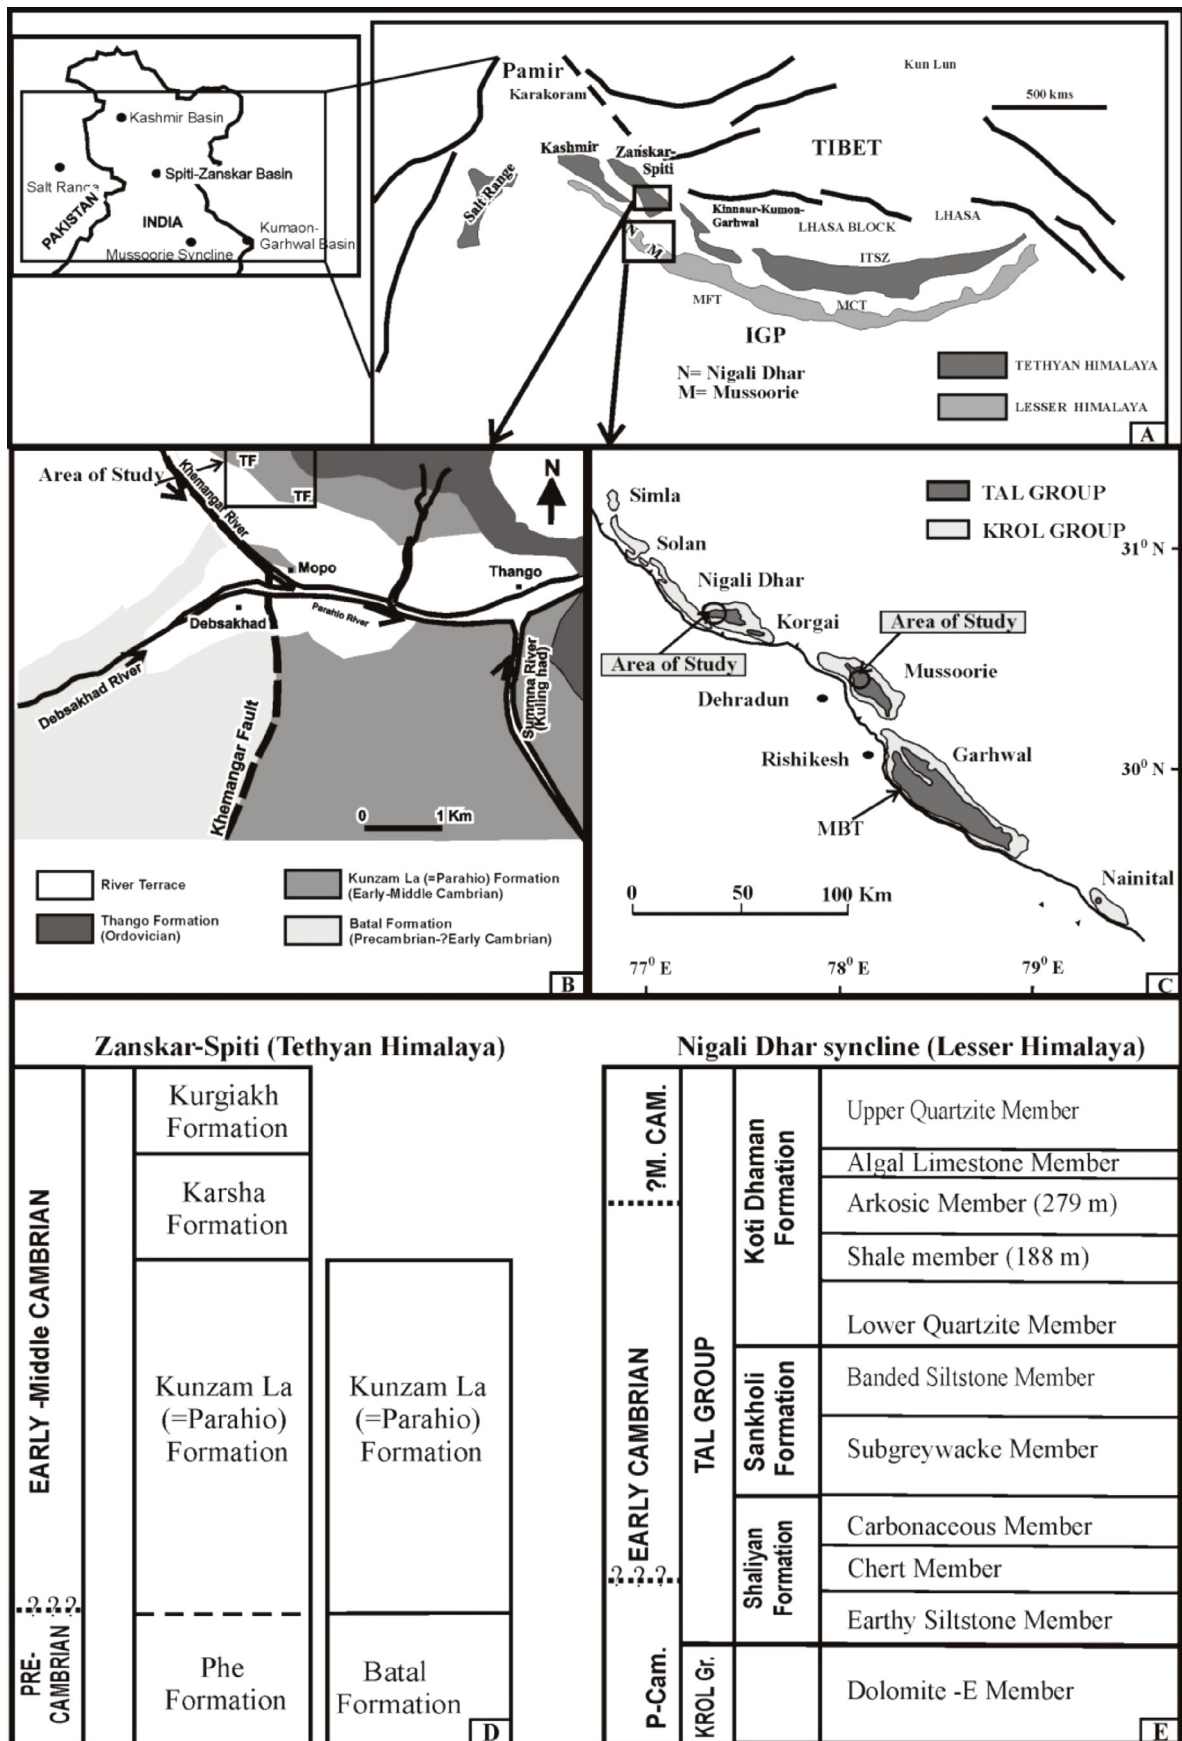 Kashmir Basin
Salt Range
Spiti-Zanskar Basin
PAKISTAN
INDIA
Kumaon-
Garhwal Basin
Mussoorie Syncline
Pamir
Karakoram
Kun Lun
500 kms
Kashmir
Zanskar-
Spiti
TIBET
Salt Range
Kinnaur-Kumon-
Garhwal
LHASA BLOCK
LHASA
N
M
ITSZ
MFT
MCT
IGP
N= Nigali Dhar
M= Mussoorie
TETHYAN HIMALAYA
LESSER HIMALAYA
A
Area of Study
TF
TF
Khemangar River
N
Mopo
Thango
Parahio River
Debsakhad
Debsakhad River
Summna River
(Kuling had)
Khemangar Fault
0 1 Km
River Terrace
Thango Formation
(Ordovician)
Kunzam La (=Parahio) Formation
(Early-Middle Cambrian)
Batal Formation
(Precambrian-?Early Cambrian)
B
Simla
TAL GROUP
KROL GROUP
Solan
31⁰ N
Nigali Dhar
Korgai
Area of Study
Area of Study
Mussoorie
Dehradun
Rishikesh
Garhwal
30⁰ N
MBT
Nainital
0 50 100 Km
77⁰ E 78⁰ E 79⁰ E
C
Zanskar-Spiti (Tethyan Himalaya)
EARLY -Middle CAMBRIAN
? ? ?
PRE-
CAMBRIAN
Kurgiakh
Formation
Karsha
Formation
Kunzam La
(=Parahio)
Formation
Phe
Formation
Kunzam La
(=Parahio)
Formation
Batal
Formation
D
Nigali Dhar syncline (Lesser Himalaya)
?M. CAM.
EARLY CAMBRIAN
? ? ?
P-Cam.
TAL GROUP
KROL Gr.
Koti Dhaman
Formation
Sankholi
Formation
Shaliyan
Formation
Upper Quartzite Member
Algal Limestone Member
Arkosic Member (279 m)
Shale member (188 m)
Lower Quartzite Member
Banded Siltstone Member
Subgreywacke Member
Carbonaceous Member
Chert Member
Earthy Siltstone Member
Dolomite -E Member
E